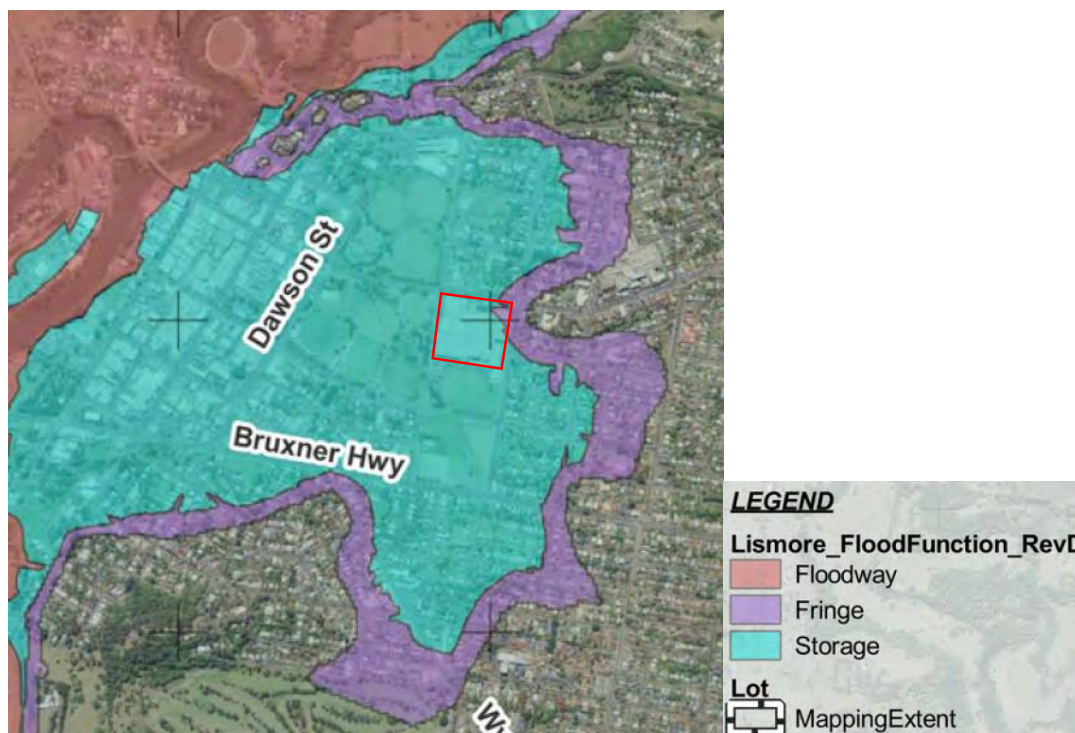 Dawson St
Bruxner Hwy
LEGEND
Lismore_FloodFunction_RevD
Floodway
Fringe
Storage
Lot
MappingExtent